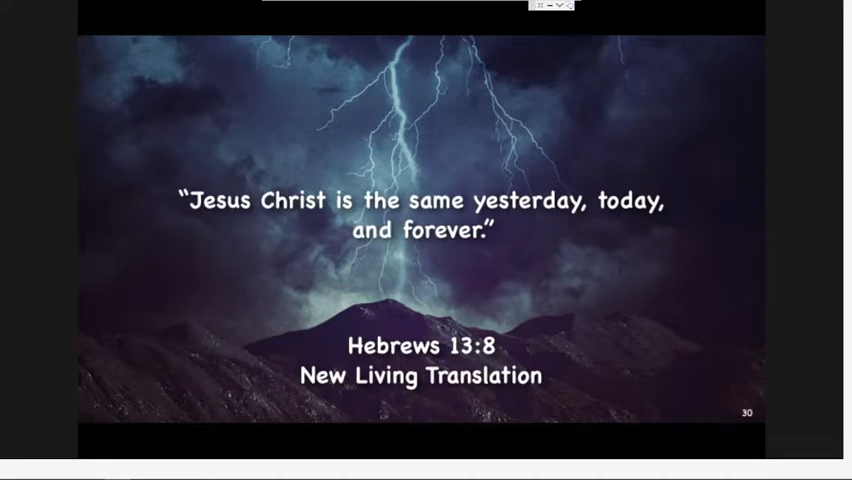 “Jesus Christ is the same yesterday, today,
and forever.”
Hebrews 13:8
New Living Translation
30